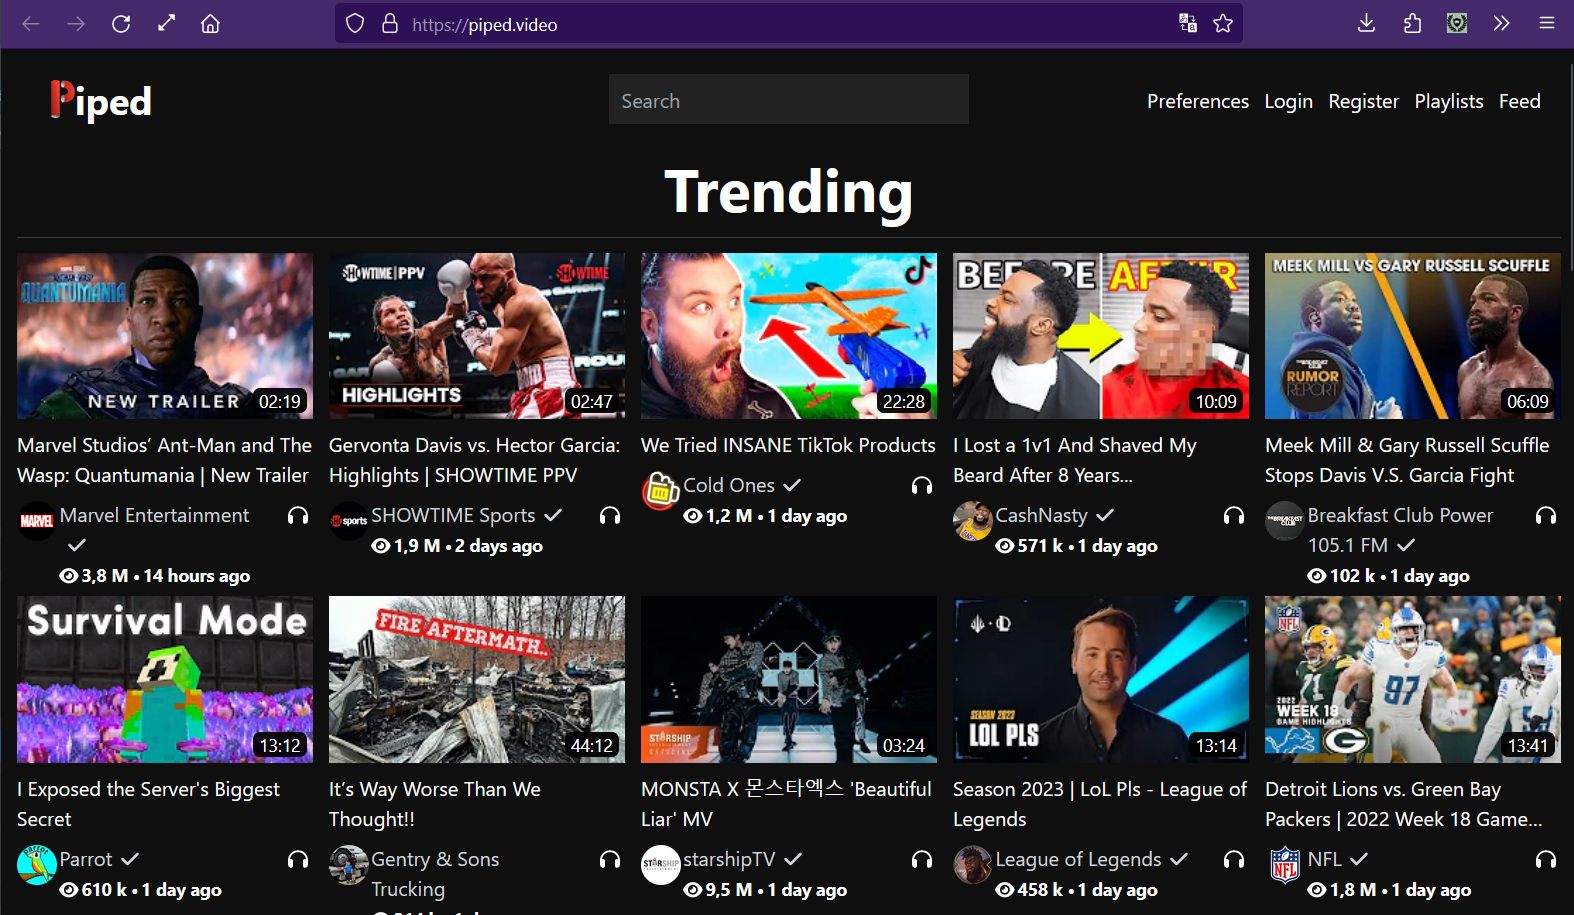 https://piped.video
Piped
Search
Preferences Login Register Playlists Feed
Trending
QUANTUMANIA
NEW TRAILER
02:19
SHOWTIME | PPV
SHOWTIME
HIGHLIGHTS
02:47
22:28
BEFORE
AFTER
10:09
MEEK MILL VS GARY RUSSELL SCUFFLE
RUMOR
REPORT
06:09
Marvel Studios’ Ant-Man and The
Wasp: Quantumania | New Trailer
Marvel Entertainment
3,8 M • 14 hours ago
Gervonta Davis vs. Hector Garcia:
Highlights | SHOWTIME PPV
SHOWTIME Sports
1,9 M • 2 days ago
We Tried INSANE TikTok Products
Cold Ones
1,2 M • 1 day ago
I Lost a 1v1 And Shaved My
Beard After 8 Years...
CashNasty
571 k • 1 day ago
Meek Mill & Gary Russell Scuffle
Stops Davis V.S. Garcia Fight
Breakfast Club Power
105.1 FM
102 k • 1 day ago
Survival Mode
13:12
FIRE AFTERMATH..
44:12
STARSHIP
03:24
SEASON 2023
LOL PLS
13:14
NFL
71
97
2022
WEEK 18
GAME HIGHLIGHTS
13:41
I Exposed the Server's Biggest
Secret
Parrot
610 k • 1 day ago
It’s Way Worse Than We
Thought!!
Gentry & Sons
Trucking
MONSTA X 몬스타엑스 'Beautiful
Liar' MV
starshipTV
9,5 M • 1 day ago
Season 2023 | LoL Pls - League of
Legends
League of Legends
458 k • 1 day ago
Detroit Lions vs. Green Bay
Packers | 2022 Week 18 Game...
NFL
1,8 M • 1 day ago